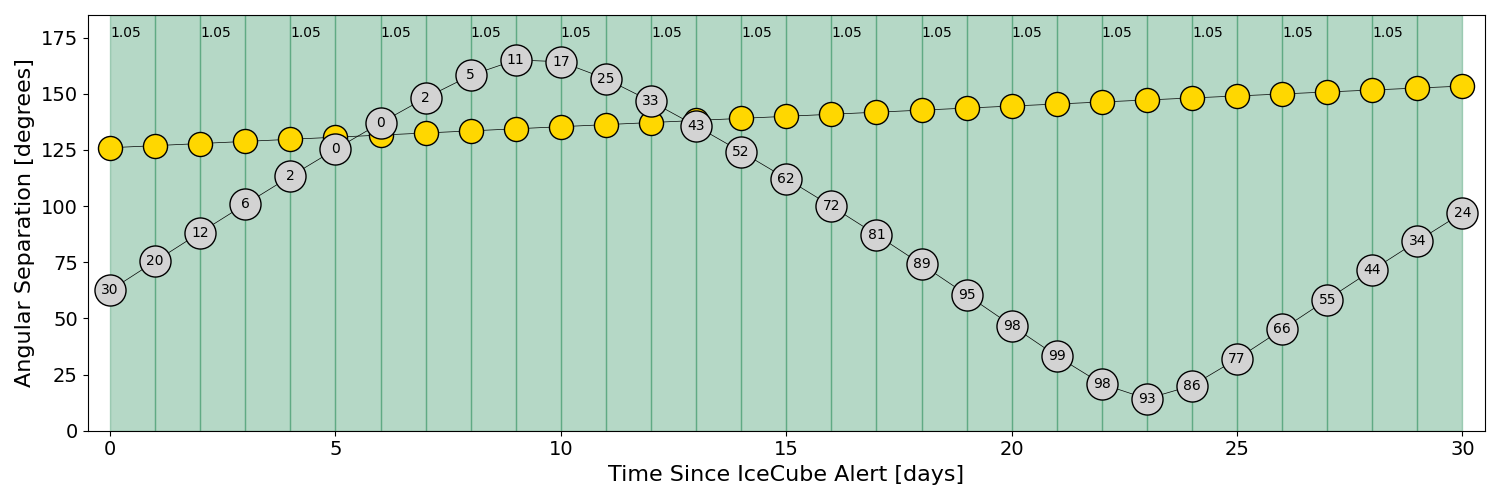 1.05 1.05 1.05 1.05 1.05 1.05 1.05 1.05 1.05 1.05 1.05 1.05 1.05 1.05 1.05
175
150
125
100
75
50
25
0
30 20 12 6 2 0 0 2 5 11 17 25 33 43 52 62 72 81 89 95 98 99 98 93 86 77 66 55 44 34 24
0 5 10 15 20 25 30
Time Since IceCube Alert [days]
Angular Separation [degrees]